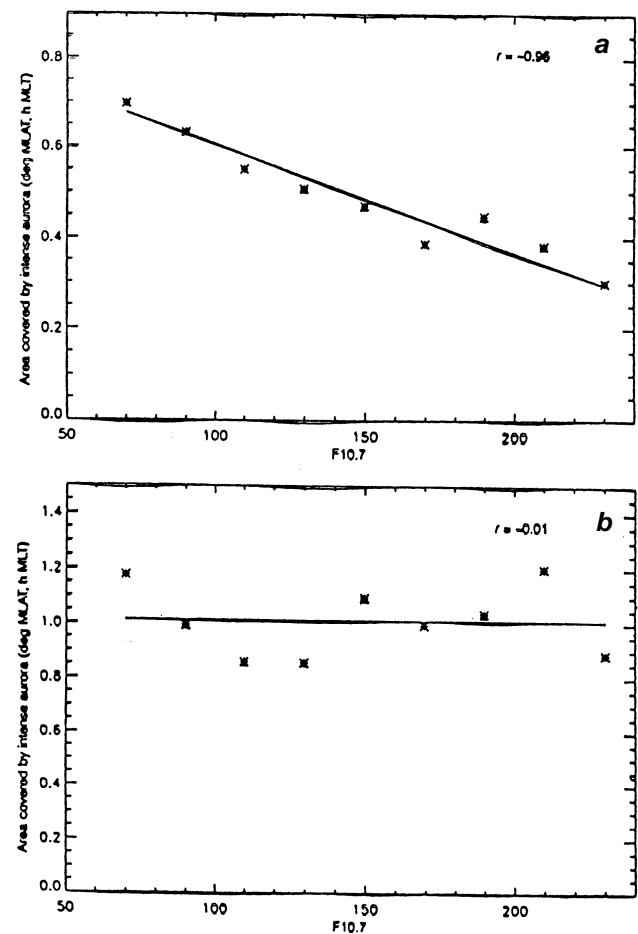 a
r = -0.96
Area covered by intense aurora (deg MLAT, h MLT)
0.8
0.6
0.4
0.2
0.0
50
100
150
200
F10.7
b
r = -0.01
Area covered by intense aurora (deg MLAT, h MLT)
1.4
1.2
1.0
0.8
0.6
0.4
0.2
0.0
50
100
150
200
F10.7